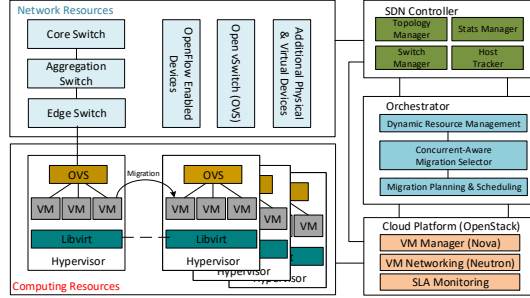 Network Resources
Core Switch
Aggregation
Switch
Edge Switch
OpenFlow Enabled
Devices
Open vSwitch (OVS)
Additional Physical
& Virtual Devices
SDN Controller
Topology
Manager
Stats Manager
Switch
Manager
Host
Tracker
Orchestrator
Dynamic Resource Management
Concurrent-Aware
Migration Selector
Migration Planning & Scheduling
Cloud Platform (OpenStack)
VM Manager (Nova)
VM Networking (Neutron)
SLA Monitoring
OVS
VM VM VM
Libvirt
Hypervisor
Migration
OVS
VM VM VM
Libvirt
Hypervisor
Computing Resources